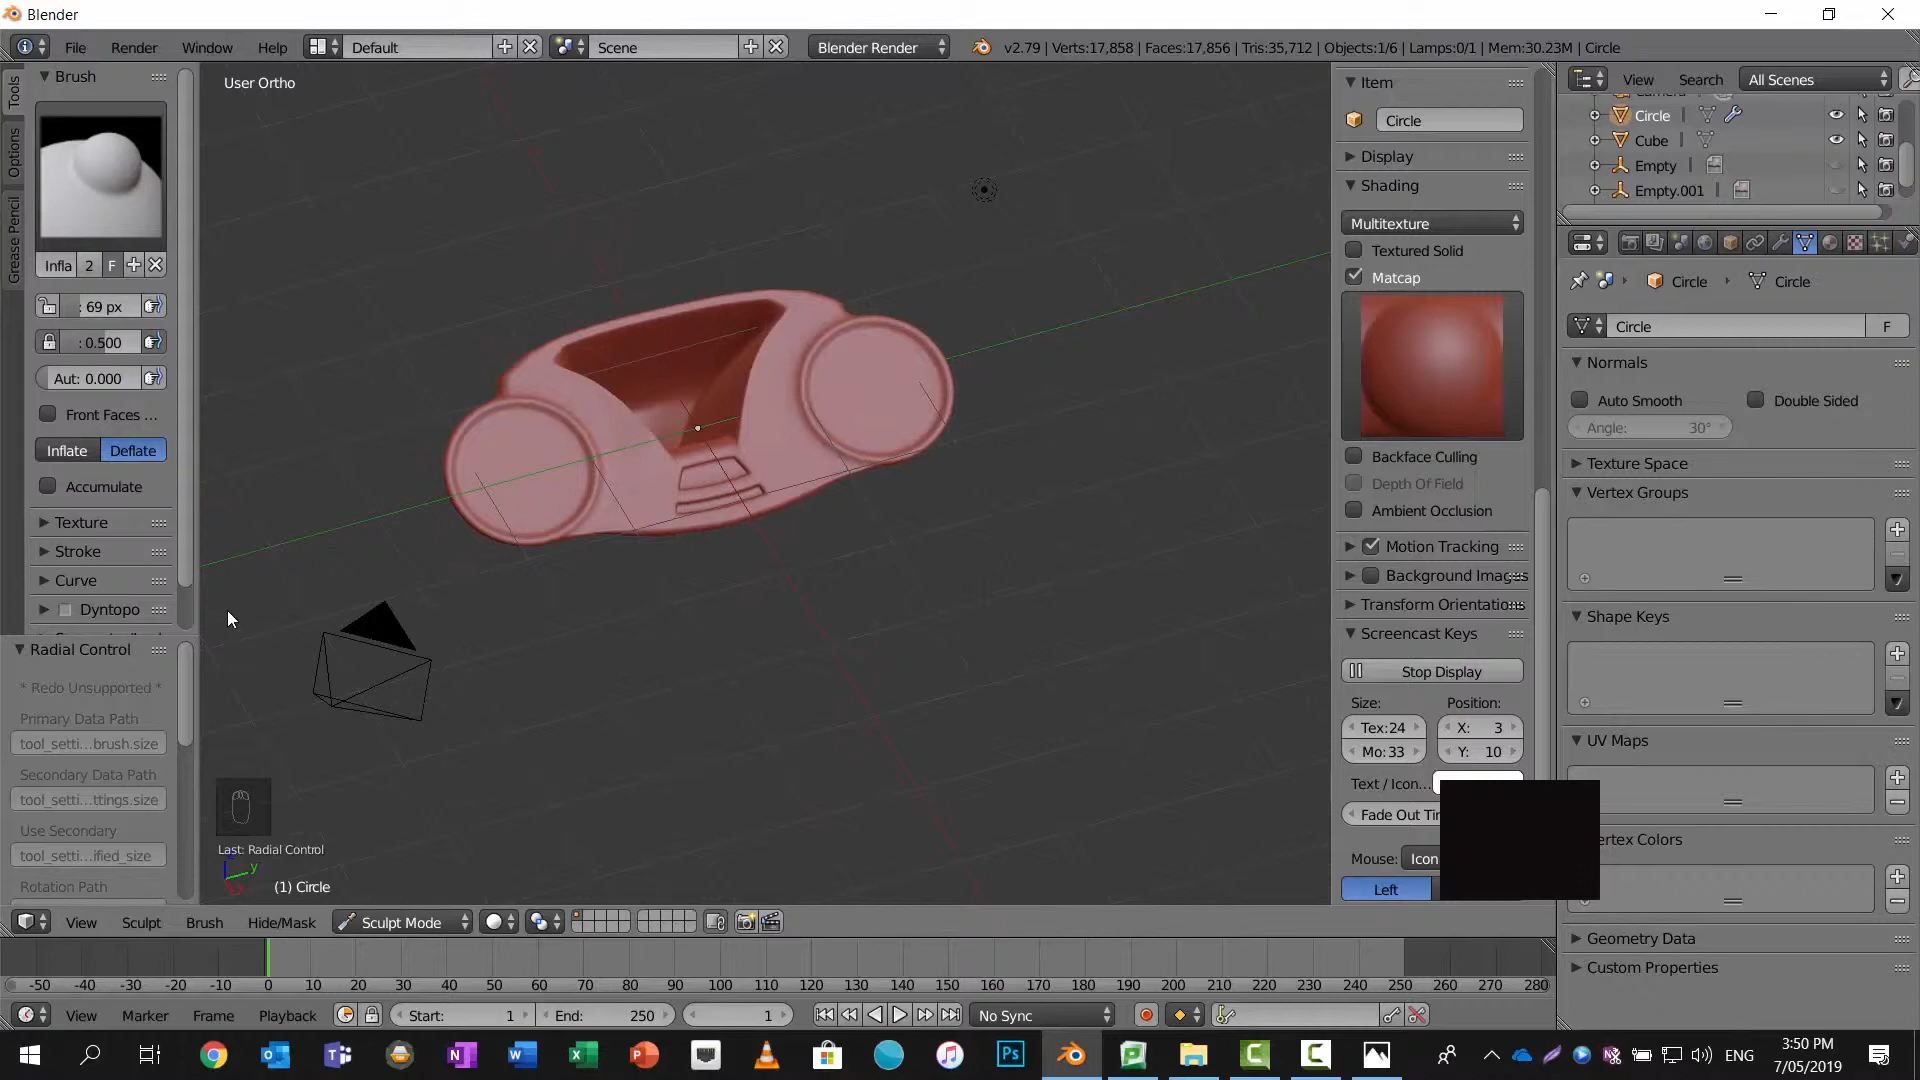 Blender
File Render Window Help Default Scene Blender Render v2.79 | Verts:17,858 | Faces:17,856 | Tris:35,712 | Objects:1/6 | Lamps:0/1 | Mem:30.23M | Circle
Tools
Options
Grease Pencil
Brush
Infla 2 F
: 69 px
: 0.500
Aut: 0.000
Front Faces ...
Inflate Deflate
Accumulate
Texture
Stroke
Curve
Dyntopo
Radial Control
* Redo Unsupported *
Primary Data Path
tool_setti...brush.size
Secondary Data Path
tool_setti...ttings.size
Use Secondary
tool_setti...ified_size
Rotation Path
User Ortho
Last: Radial Control
z
y
(1) Circle
Item
Circle
Display
Shading
Multitexture
Textured Solid
Matcap
Backface Culling
Depth Of Field
Ambient Occlusion
Motion Tracking
Background Images
Transform Orientations
Screencast Keys
Stop Display
Size: Position:
Tex:24 X: 3
Mo:33 Y: 10
Text / Icon...
Fade Out Tir
Mouse: Icon
Left
View Search All Scenes
Circle
Cube
Empty
Empty.001
Circle Circle
Circle F
Normals
Auto Smooth Double Sided
Angle: 30°
Texture Space
Vertex Groups
Shape Keys
UV Maps
ertex Colors
Geometry Data
Custom Properties
View Sculpt Brush Hide/Mask Sculpt Mode
-50 -40 -30 -20 -10 0 10 20 30 40 50 60 70 80 90 100 110 120 130 140 150 160 170 180 190 200 210 220 230 240 250 260 270 280
View Marker Frame Playback Start: 1 End: 250 1 No Sync
ENG
3:50 PM
7/05/2019